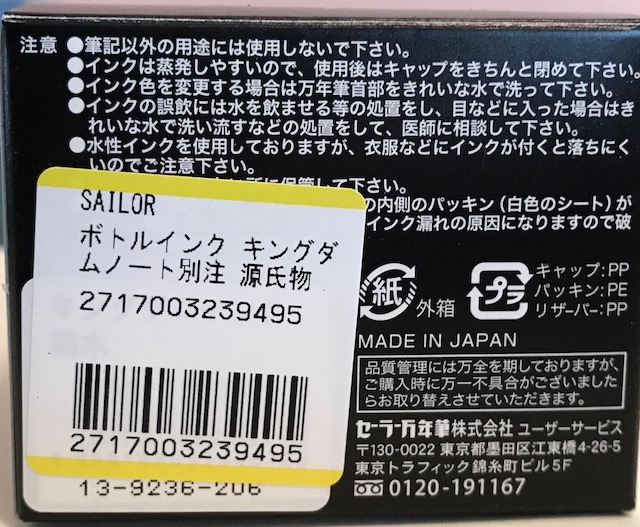 注意 ●筆記以外の用途には使用しないで下さい。
●インクは蒸発しやすいので、使用後はキャップをきちんと閉めて下さい。
●インク色を変更する場合は万年筆首部をきれいな水で洗って下さい。
●インクの誤飲には水を飲ませる等の処置をし、目などに入った場合はき
れいな水で洗い流すなどの処置をして、医師に相談して下さい。
●水性インクを使用しておりますが、衣服などにインクが付くと落ちにく
いのでご注意下さい。
所に保管して下さい。
の内側のパッキン(白色のシート)が
インク漏れの原因になりますので破
SAILOR
ボトルインク キングダ
ムノート別注 源氏物
2717003239495
2717003239495
13-9236-206
紙 外箱
プラ
キャップ:PP
パッキン:PE
リザーバー:PP
MADE IN JAPAN
品質管理には万全を期しておりますが、
ご購入時に万一不具合がございました
らお取り替えさせていただきます。
セーラー万年筆株式会社 ユーザーサービス
〒130-0022 東京都墨田区江東橋4-26-5
東京トラフィック錦糸町ビル5F
0120-191167